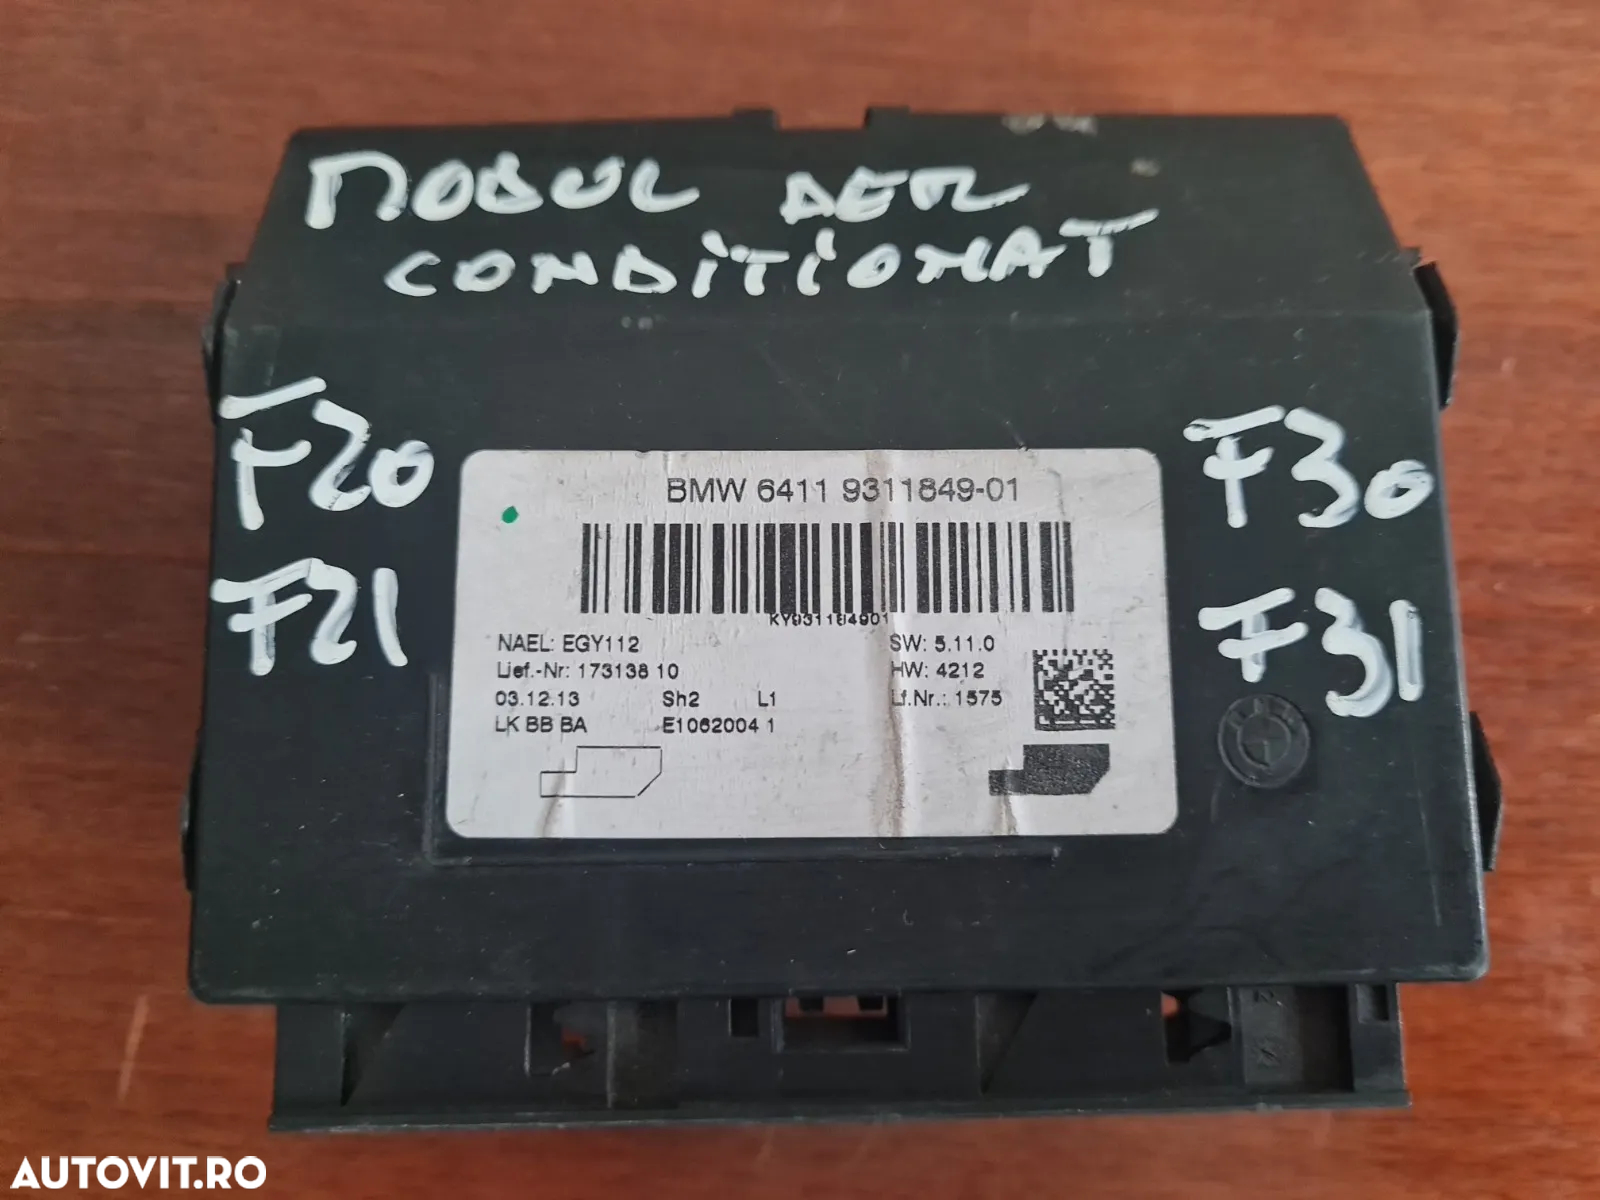 MODUL AER
CONDITIONAT
F20
F21
F30
F31
BMW 6411 9311849-01
KY931184901
NAEL: EGY112
SW: 5.11.0
Lief.-Nr: 173138 10
HW: 4212
03.12.13 Sh2 L1
Lf.Nr.: 1575
LK BB BA E1062004 1
AUTOVIT.RO